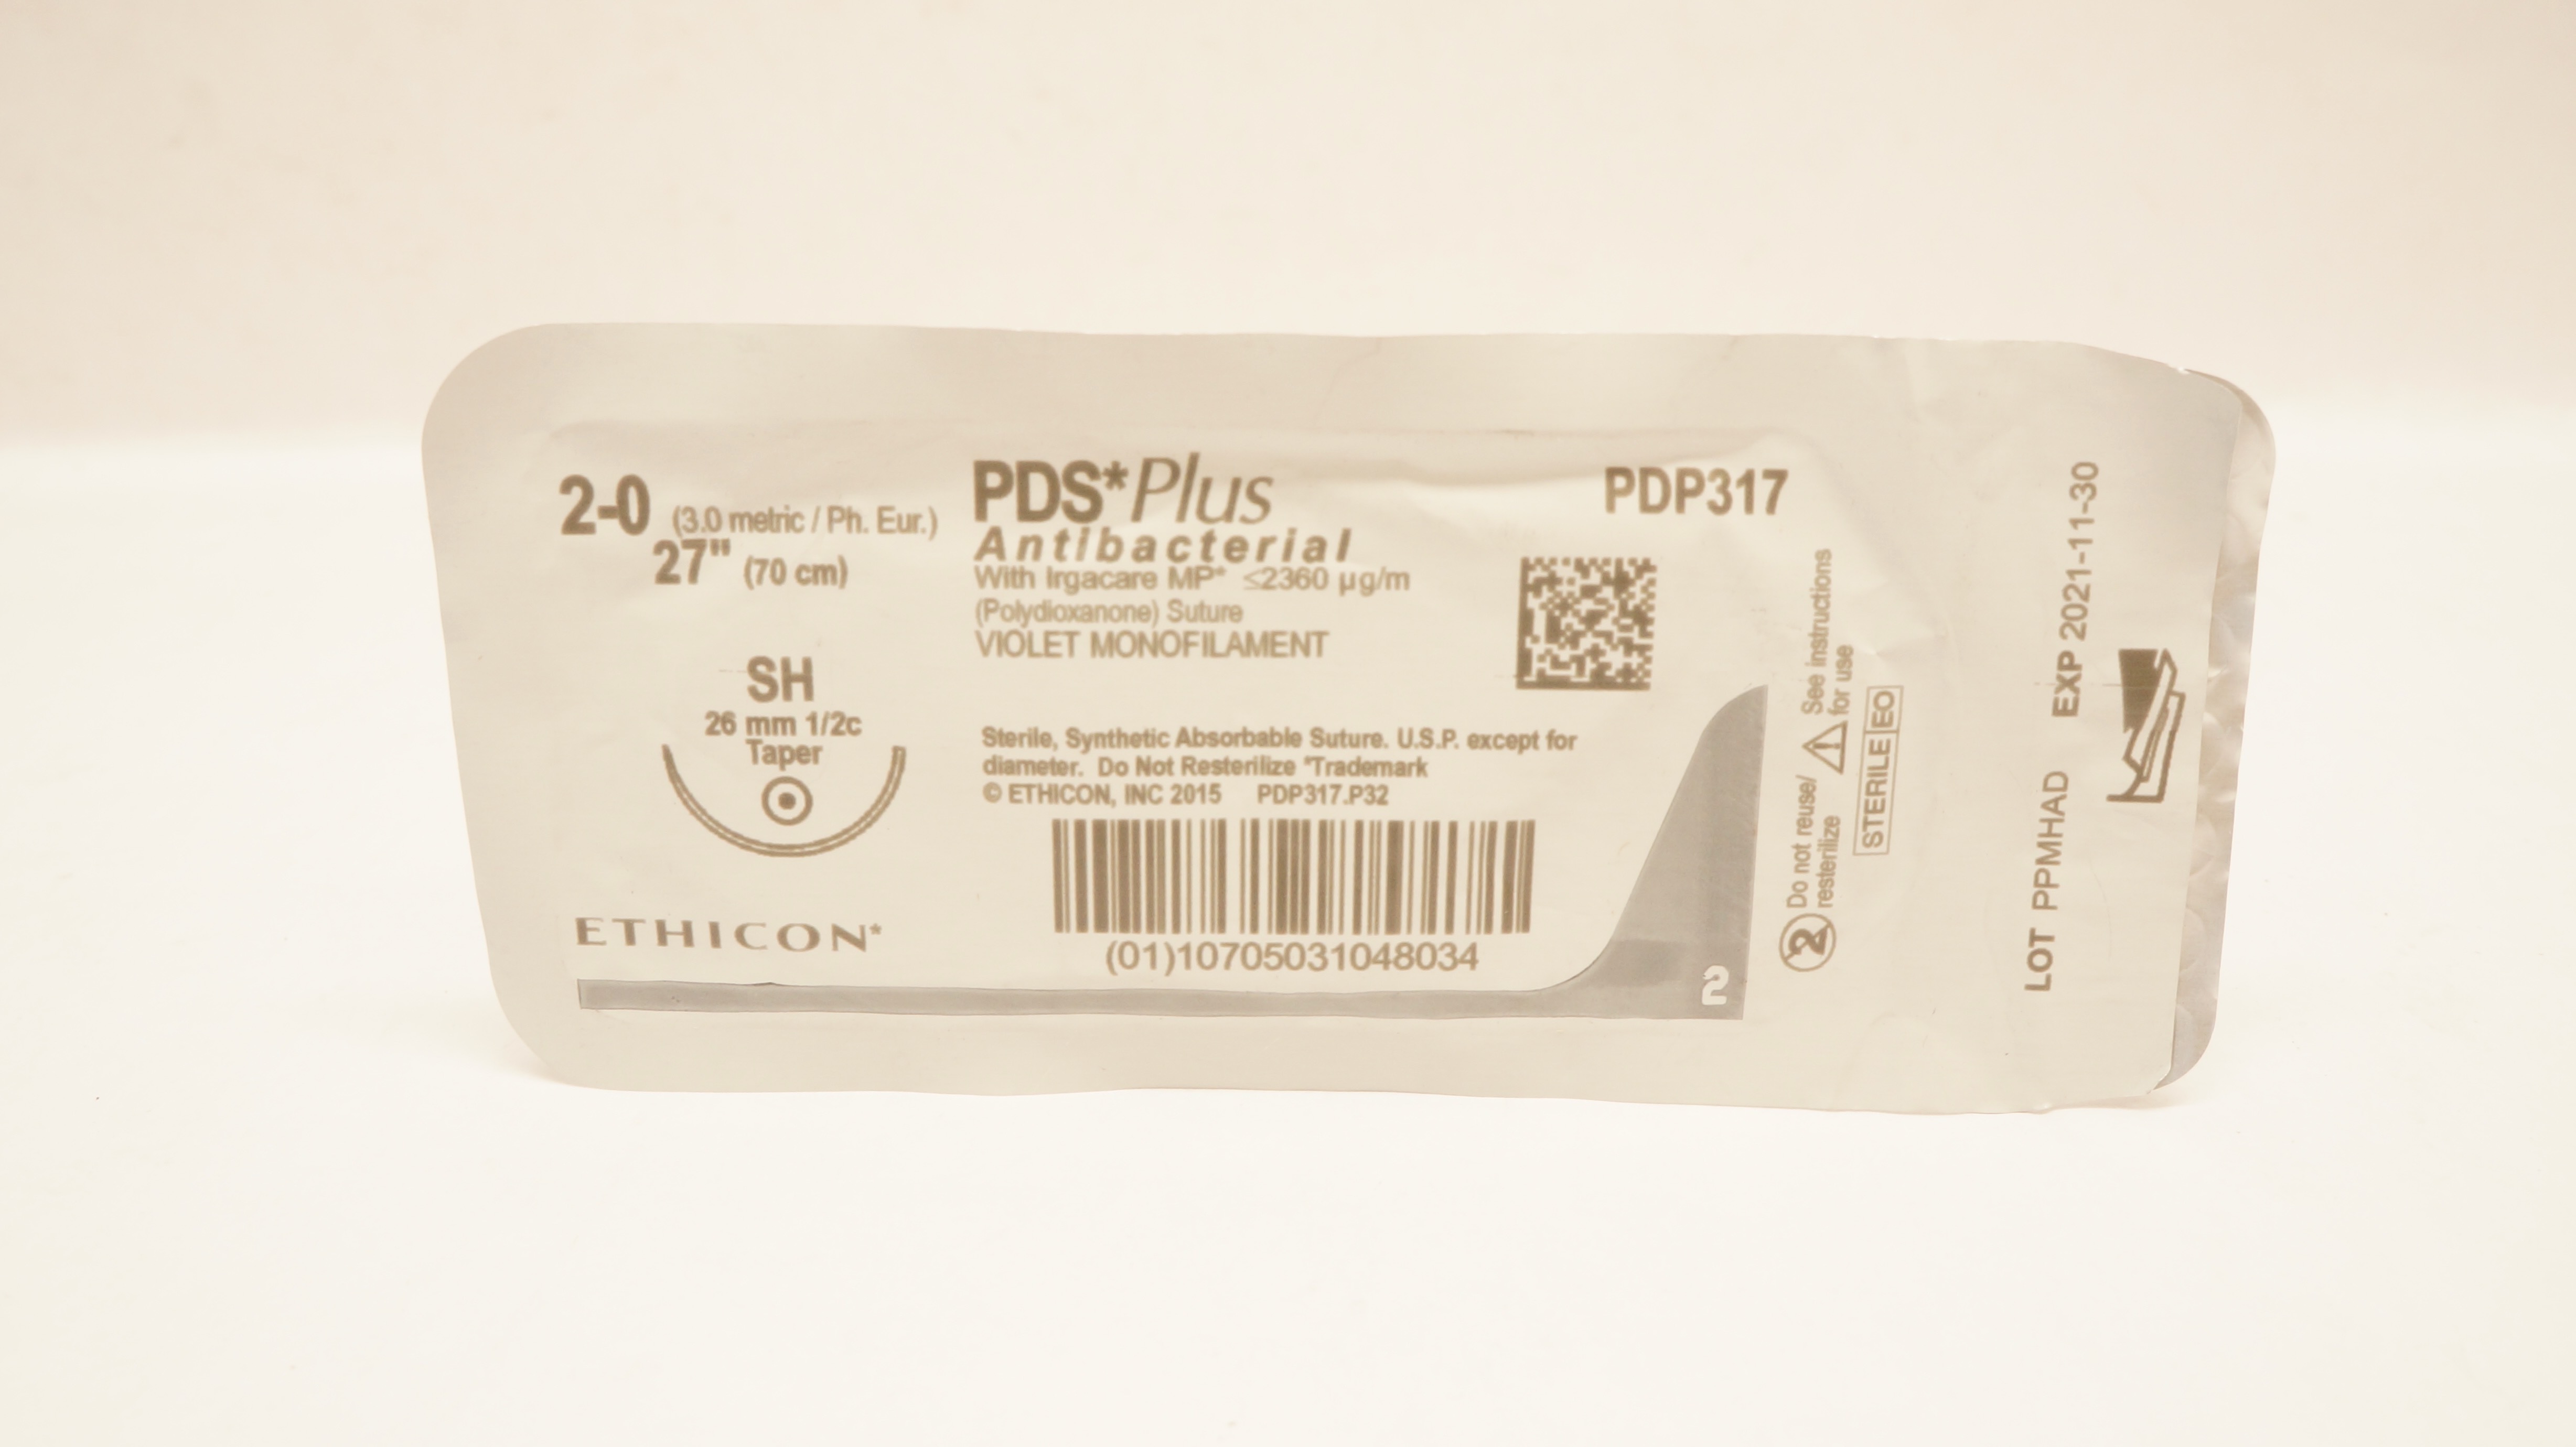 2-0 (3.0 metric / Ph. Eur.)
27" (70 cm)
SH
26 mm 1/2c
Taper
ETHICON*
PDS*Plus
Antibacterial
With Irgacare MP* ≤2360 µg/m
(Polydioxanone) Suture
VIOLET MONOFILAMENT
PDP317
Sterile, Synthetic Absorbable Suture. U.S.P. except for
diameter. Do Not Resterilize *Trademark
© ETHICON, INC 2015 PDP317.P32
(01)10705031048034
2
2 Do not reuse/
resterilize
See instructions
for use
STERILE EO
LOT PPMHAD EXP 2021-11-30